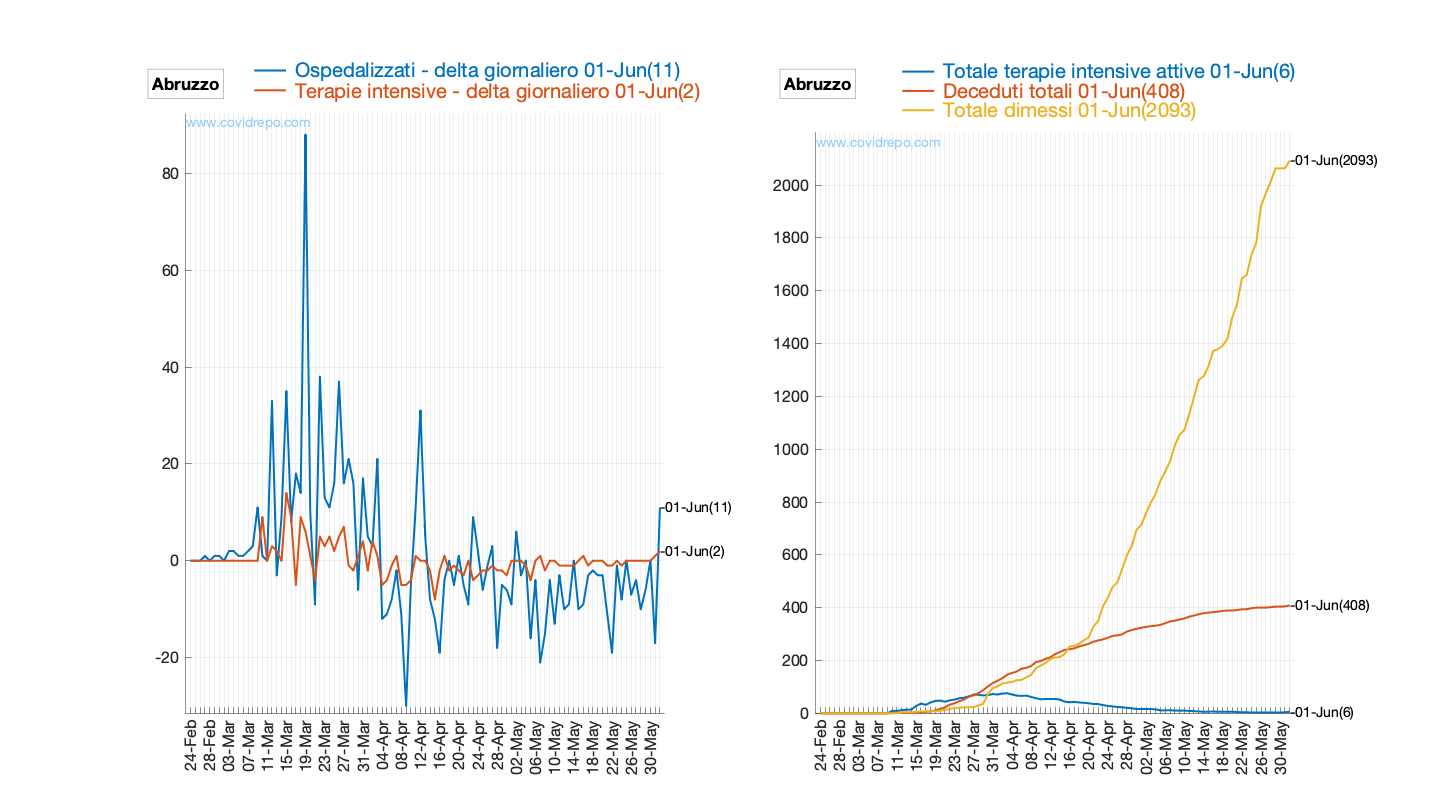 Abruzzo
Ospedalizzati - delta giornaliero 01-Jun(11)
Terapie intensive - delta giornaliero 01-Jun(2)
www.covidrepo.com
80
60
40
20
0
-20
01-Jun(11)
01-Jun(2)
24-Feb
28-Feb
03-Mar
07-Mar
11-Mar
15-Mar
19-Mar
23-Mar
27-Mar
31-Mar
04-Apr
08-Apr
12-Apr
16-Apr
20-Apr
24-Apr
28-Apr
02-May
06-May
10-May
14-May
18-May
22-May
26-May
30-May
Abruzzo
Totale terapie intensive attive 01-Jun(6)
Deceduti totali 01-Jun(408)
Totale dimessi 01-Jun(2093)
www.covidrepo.com
2000
1800
1600
1400
1200
1000
800
600
400
200
0
01-Jun(2093)
01-Jun(408)
01-Jun(6)
24-Feb
28-Feb
03-Mar
07-Mar
11-Mar
15-Mar
19-Mar
23-Mar
27-Mar
31-Mar
04-Apr
08-Apr
12-Apr
16-Apr
20-Apr
24-Apr
28-Apr
02-May
06-May
10-May
14-May
18-May
22-May
26-May
30-May